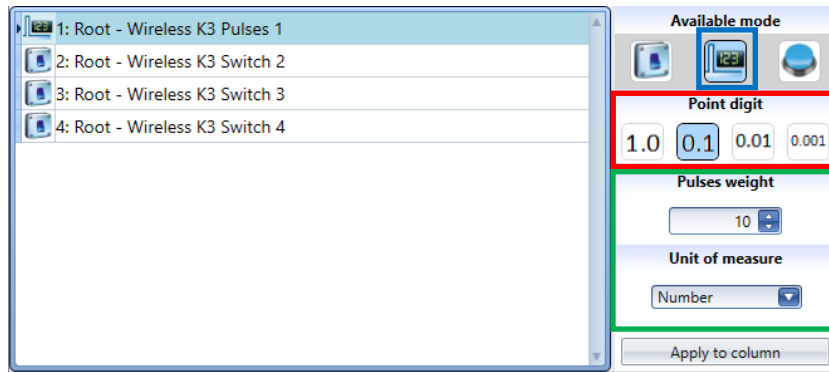 1: Root - Wireless K3 Pulses 1
2: Root - Wireless K3 Switch 2
3: Root - Wireless K3 Switch 3
4: Root - Wireless K3 Switch 4
Available mode
123
Point digit
1.0 0.1 0.01 0.001
Pulses weight
10
Unit of measure
Number
Apply to column